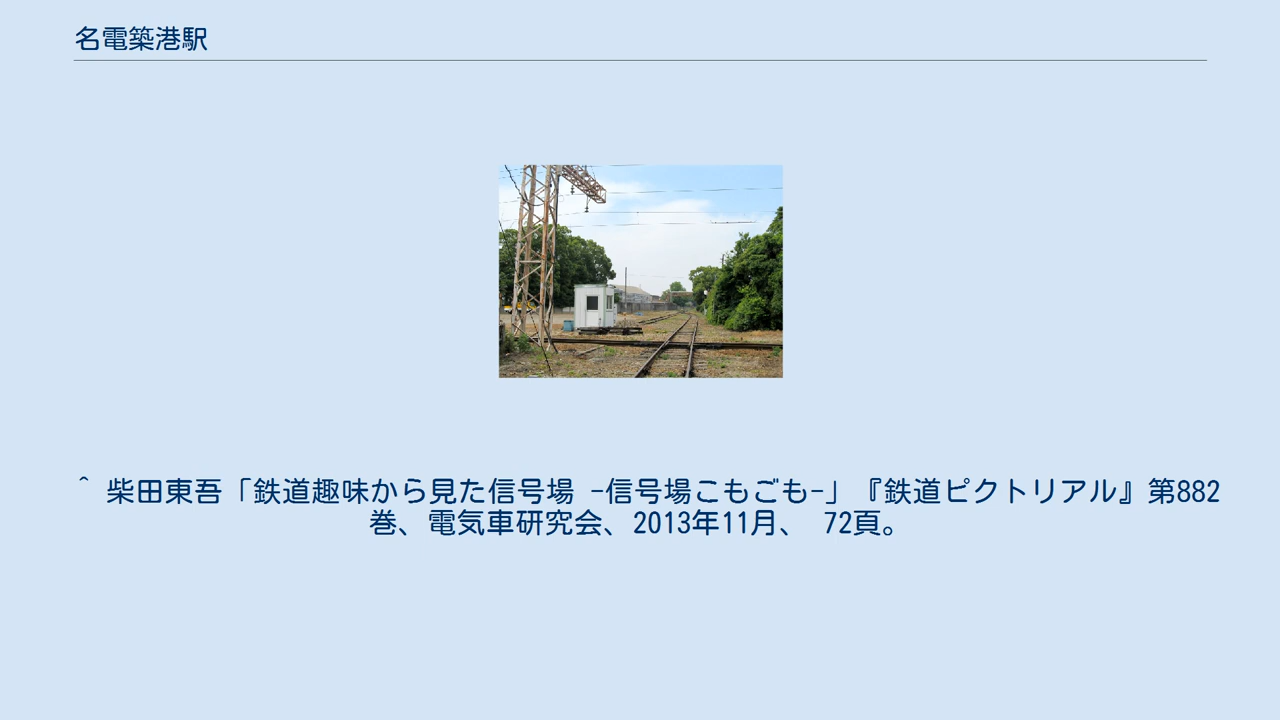 名電築港駅
^ 柴田東吾「鉄道趣味から見た信号場 -信号場こもごも-」『鉄道ピクトリアル』第882
巻、電気車研究会、2013年11月、 72頁。